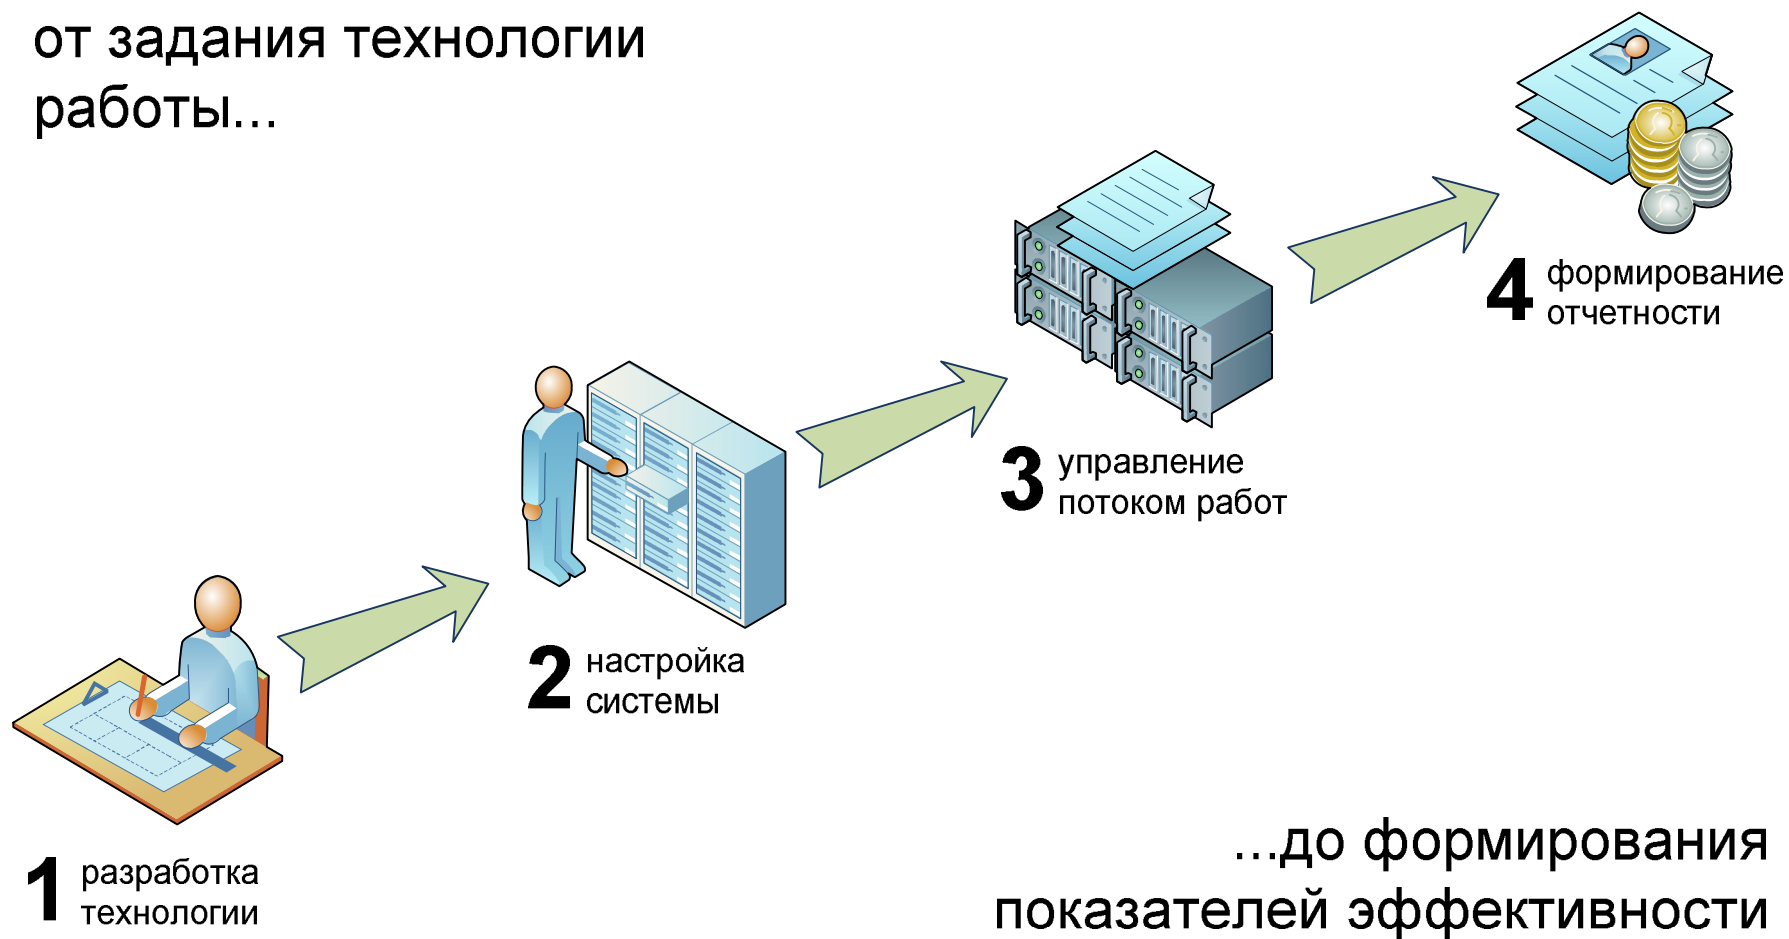 от задания технологии
работы...
1 разработка
технологии
2 настройка
системы
3 управление
потоком работ
4 формирование
отчетности
...до формирования
показателей эффективности